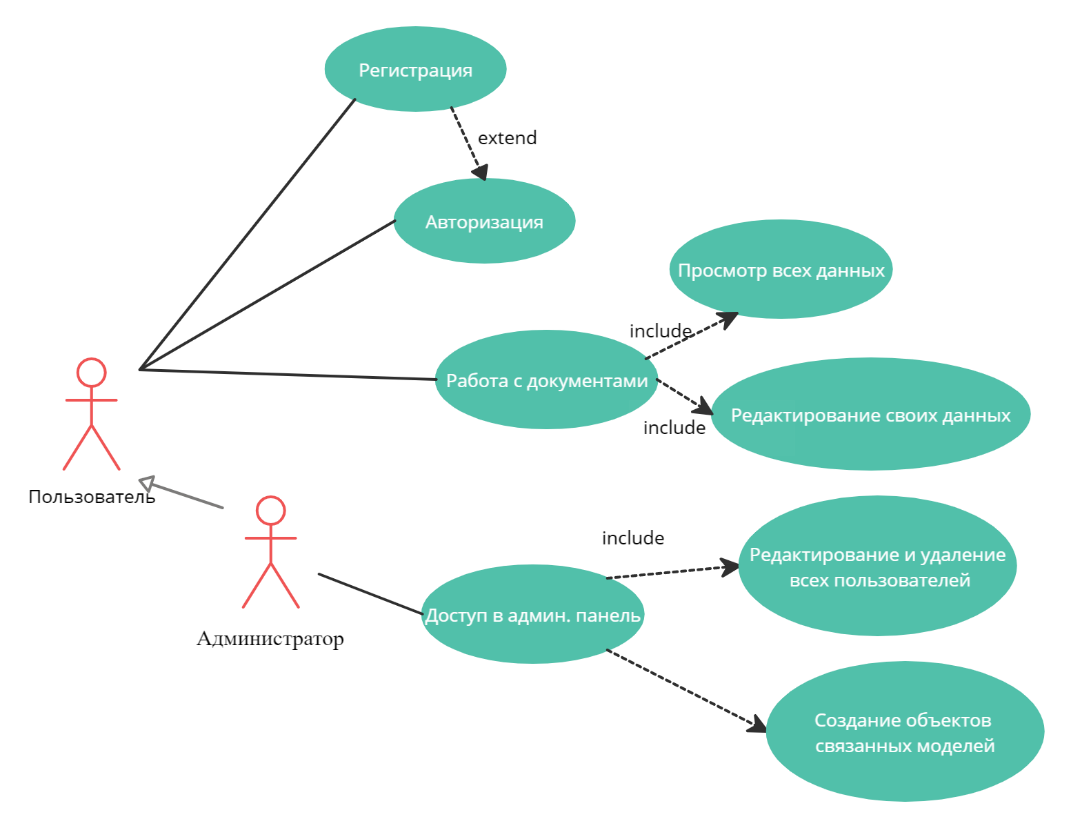 Регистрация
extend
Авторизация
Просмотр всех данных
include
Работа с документами
Редактирование своих данных
include
Пользователь
include
Редактирование и удаление
всех пользователей
Доступ в админ. панель
Администратор
Создание объектов
связанных моделей